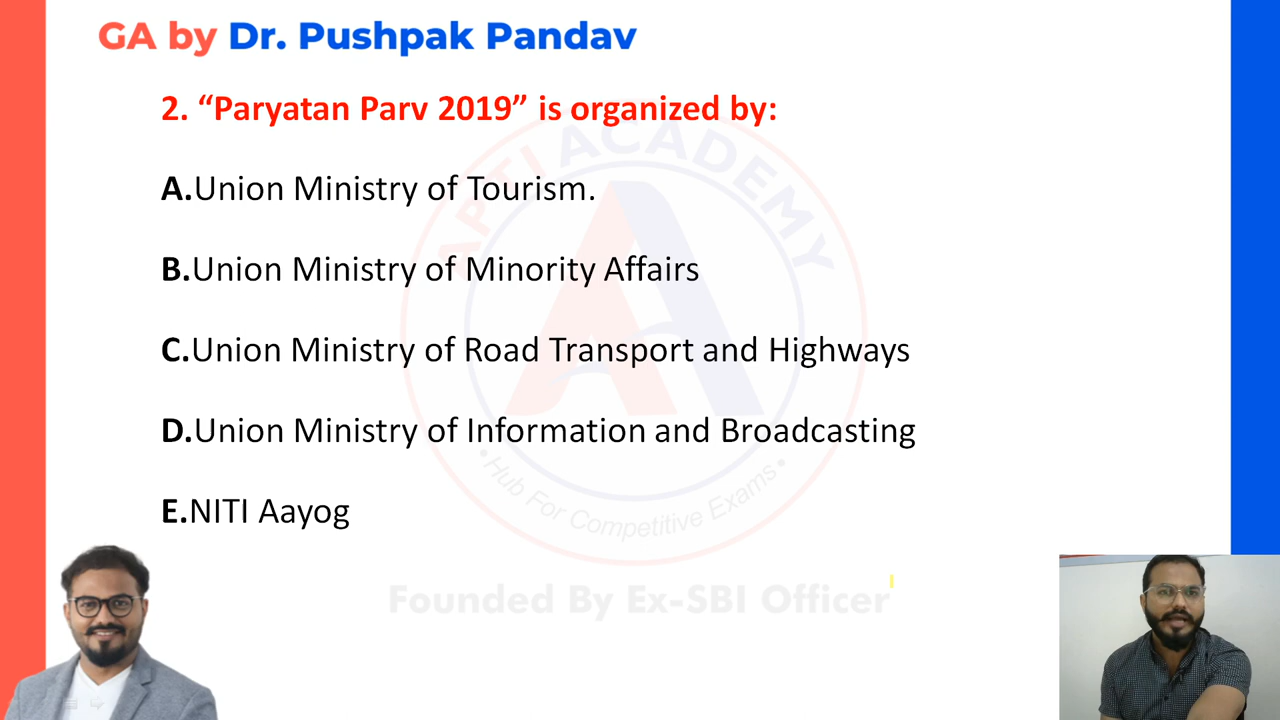 GA by Dr. Pushpak Pandav
2. “Paryatan Parv 2019” is organized by:
A.Union Ministry of Tourism.
B.Union Ministry of Minority Affairs
C.Union Ministry of Road Transport and Highways
D.Union Ministry of Information and Broadcasting
E.NITI Aayog
APTI ACADEMY
• Hub For Competitive Exams •
Founded By Ex-SBI Officer